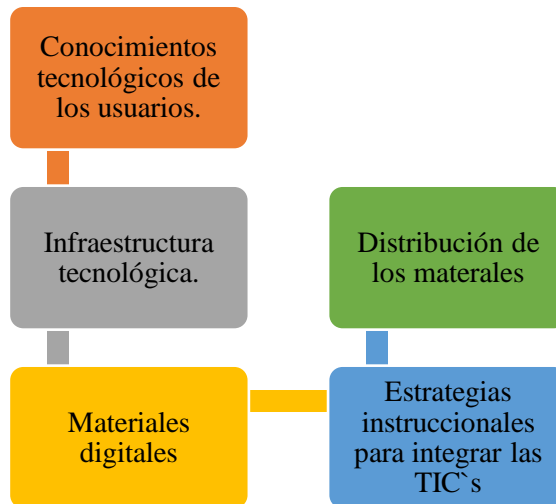 Conocimientos
tecnológicos de
los usuarios.
Infraestructura
tecnológica.
Materiales
digitales
Estrategias
instruccionales
para integrar las
TIC`s
Distribución de
los materales